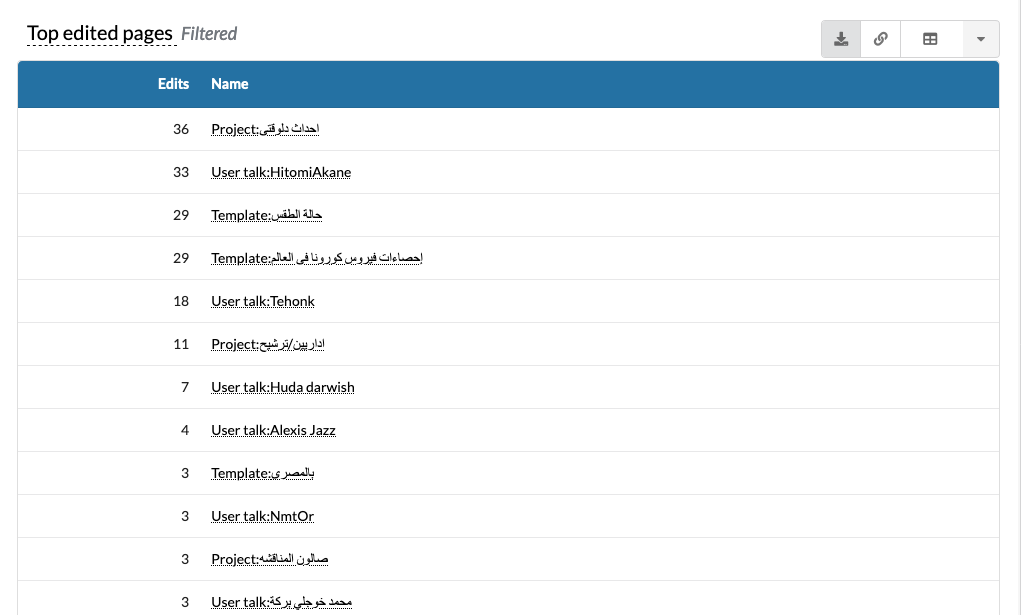 Top edited pages Filtered
Edits Name
36 Project:احداث دلوقتى
33 User talk:HitomiAkane
29 Template:حالة الطقس
29 Template:إحصاءات فيروس كورونا فى العالم
18 User talk:Tehonk
11 Project:اداريين/ترشيح
7 User talk:Huda darwish
4 User talk:Alexis Jazz
3 Template:بالمصرى
3 User talk:NmtOr
3 Project:صالون المناقشه
3 User talk:محمد خوجلي بركة